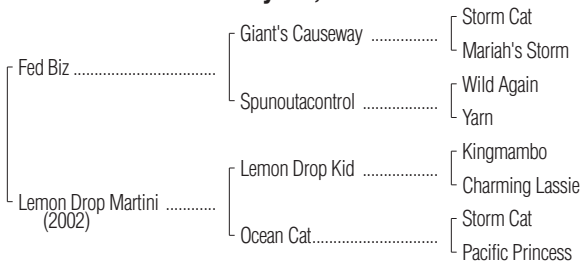 Storm Cat
Giant's Causeway ..................
Mariah's Storm
Fed Biz .................................
Wild Again
Spunoutacontrol ...................
Yarn
Kingmambo
Lemon Drop Kid ...................
Charming Lassie
Lemon Drop Martini ............
(2002)
Storm Cat
Ocean Cat..............................
Pacific Princess